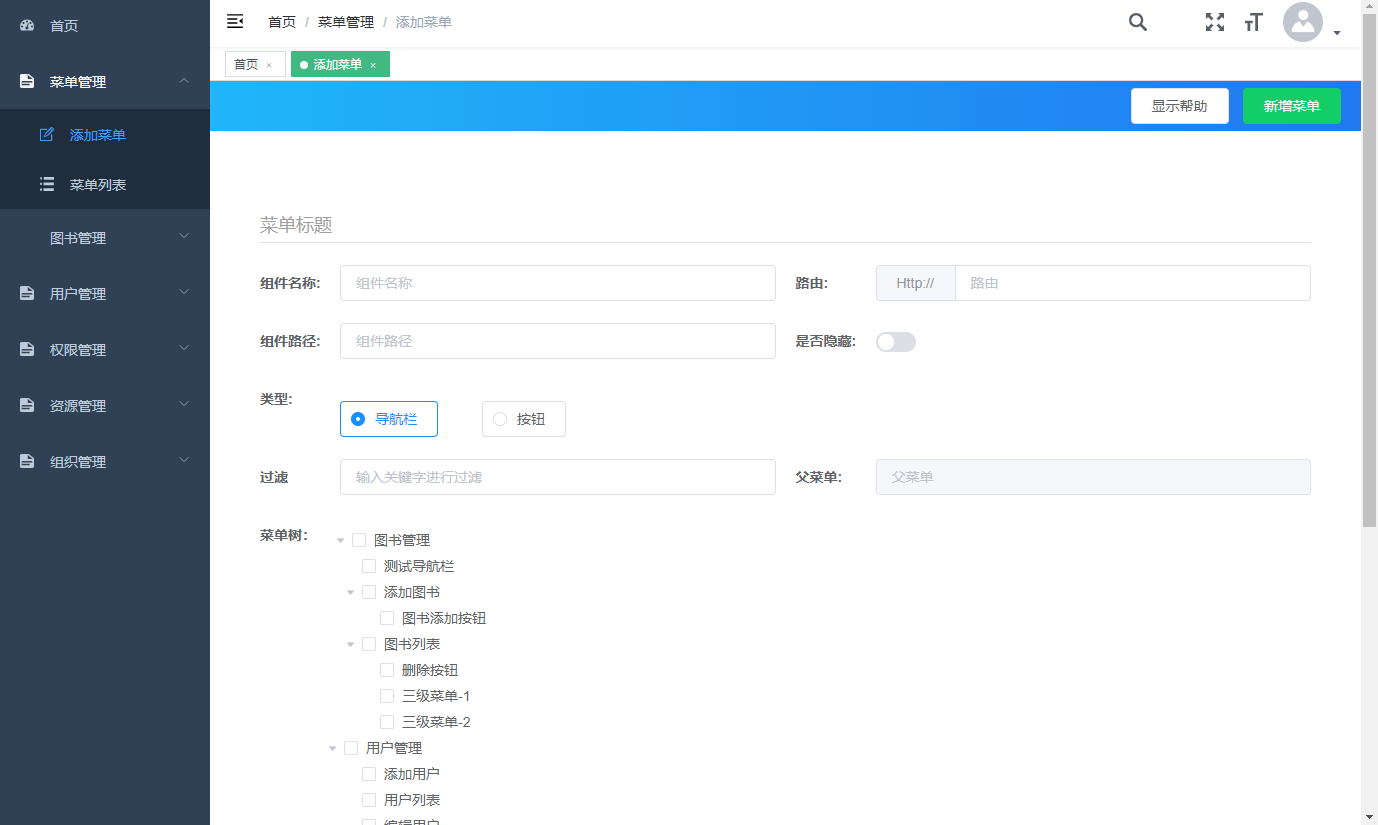 首页
菜单管理
添加菜单
菜单列表
图书管理
用户管理
权限管理
资源管理
组织管理
首页 / 菜单管理 / 添加菜单
首页 ×
添加菜单 ×
显示帮助
新增菜单
菜单标题
组件名称: 组件名称
路由: Http:// 路由
组件路径: 组件路径
是否隐藏:
类型: 导航栏 按钮
过滤 输入关键字进行过滤
父菜单: 父菜单
菜单树:
图书管理
测试导航栏
添加图书
图书添加按钮
图书列表
删除按钮
三级菜单-1
三级菜单-2
用户管理
添加用户
用户列表
编辑用户